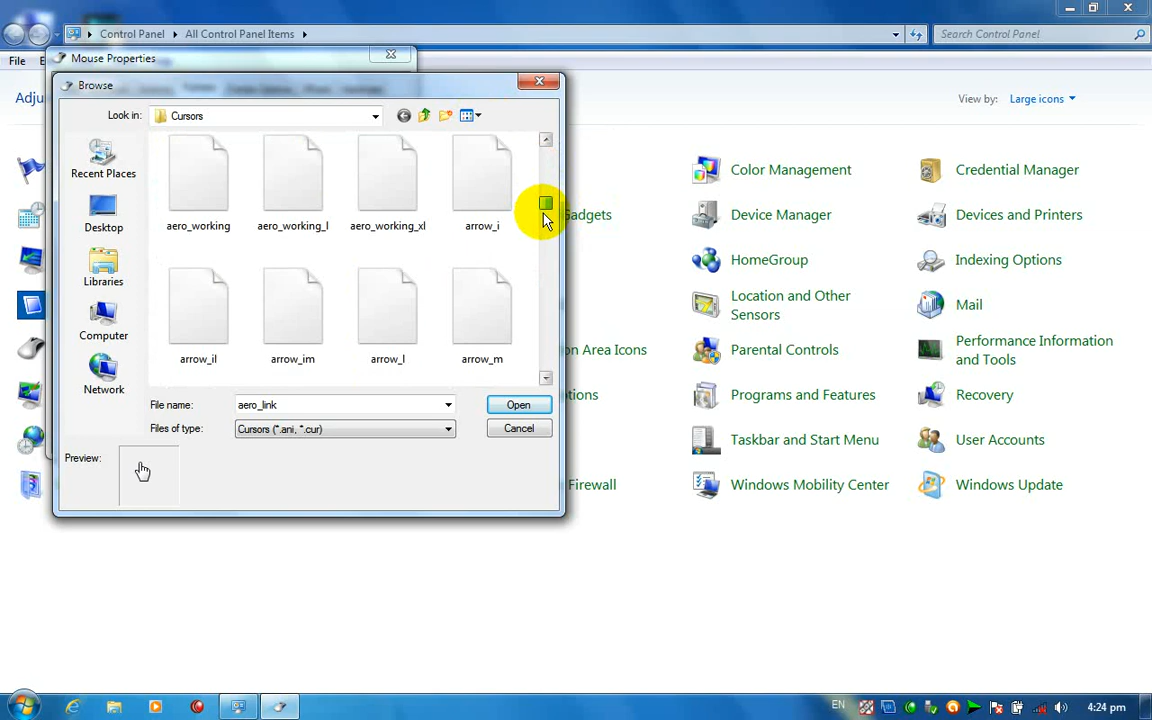 Control Panel
All Control Panel Items
Search Control Panel
File
Mouse Properties
Browse
Adju
View by:
Large icons
Look in:
Cursors
Recent Places
Desktop
Libraries
Computer
Network
aero_working
aero_working_l
aero_working_xl
arrow_i
arrow_il
arrow_im
arrow_l
arrow_m
File name:
aero_link
Open
Files of type:
Cursors (*.ani, *.cur)
Cancel
Preview:
Color Management
Credential Manager
Gadgets
Device Manager
Devices and Printers
HomeGroup
Indexing Options
Location and Other
Sensors
Mail
on Area Icons
Parental Controls
Performance Information
and Tools
tions
Programs and Features
Recovery
Taskbar and Start Menu
User Accounts
Firewall
Windows Mobility Center
Windows Update
EN
4:24 pm